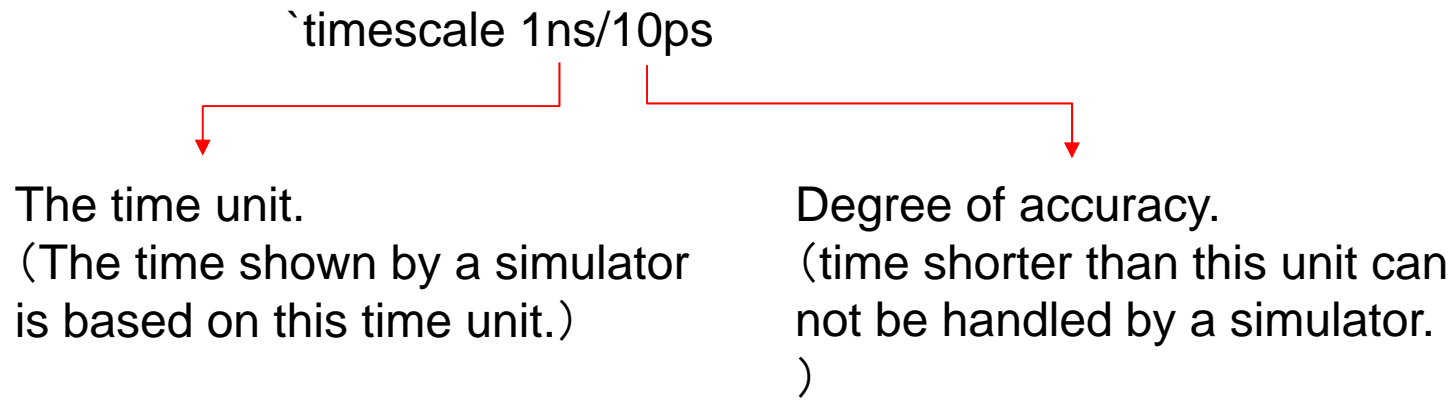 `timescale 1ns/10ps
The time unit.
（The time shown by a simulator
is based on this time unit.）
Degree of accuracy.
（time shorter than this unit can
not be handled by a simulator.
）